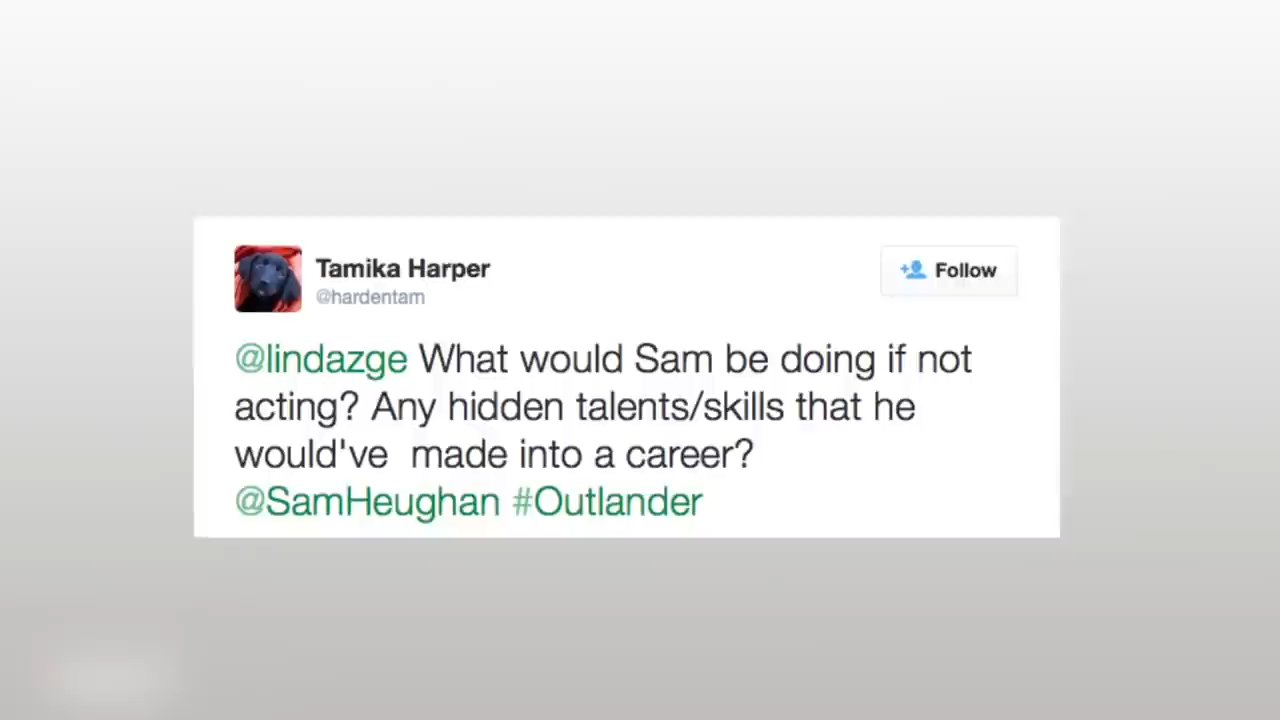 Tamika Harper
@hardentam
Follow
@lindazge What would Sam be doing if not
acting? Any hidden talents/skills that he
would've  made into a career?
@SamHeughan #Outlander